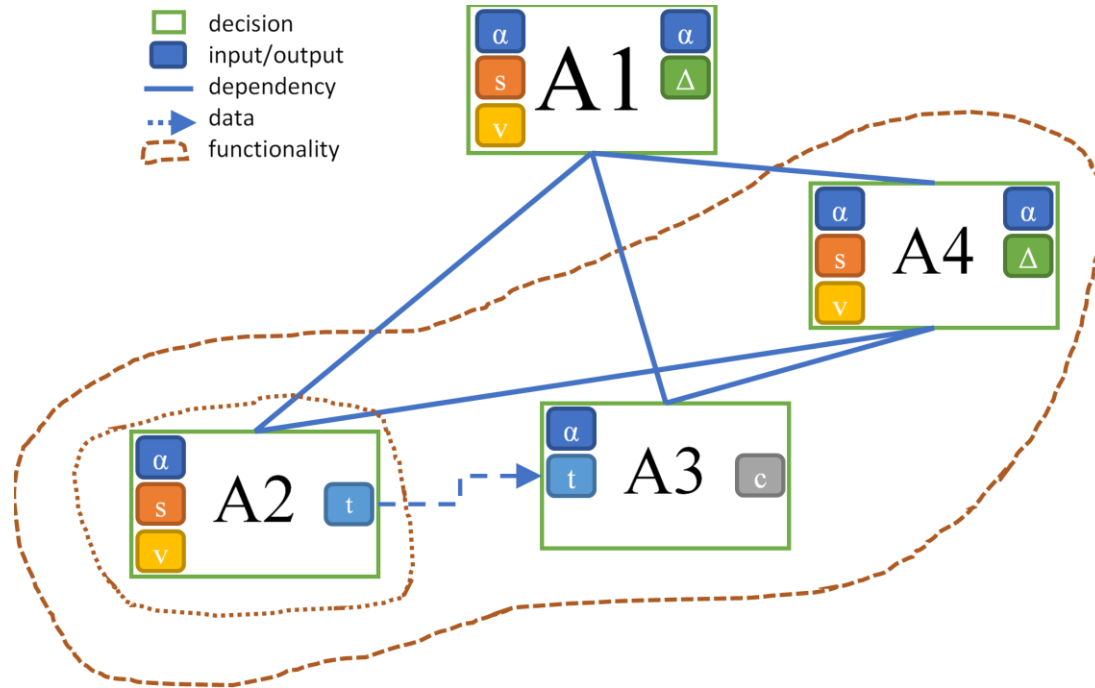 decision
input/output
dependency
data
functionality
α A1 α
s Δ
v
α A4 α
s Δ
v
α A2 t
s
v
α A3 c
t